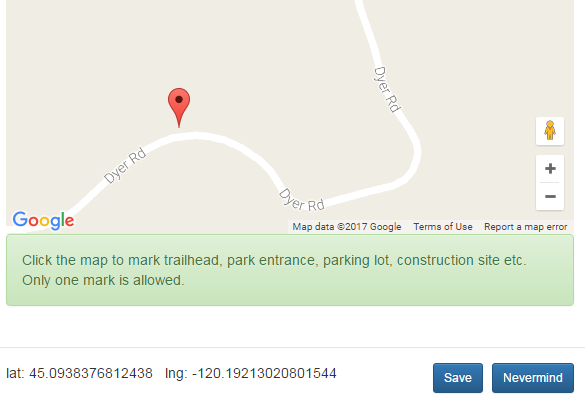 Dyer Rd
Dyer Rd
Dyer Rd
Google
Map data ©2017 Google Terms of Use Report a map error
Click the map to mark trailhead, park entrance, parking lot, construction site etc.
Only one mark is allowed.
lat: 45.0938376812438 lng: -120.19213020801544
Save Nevermind